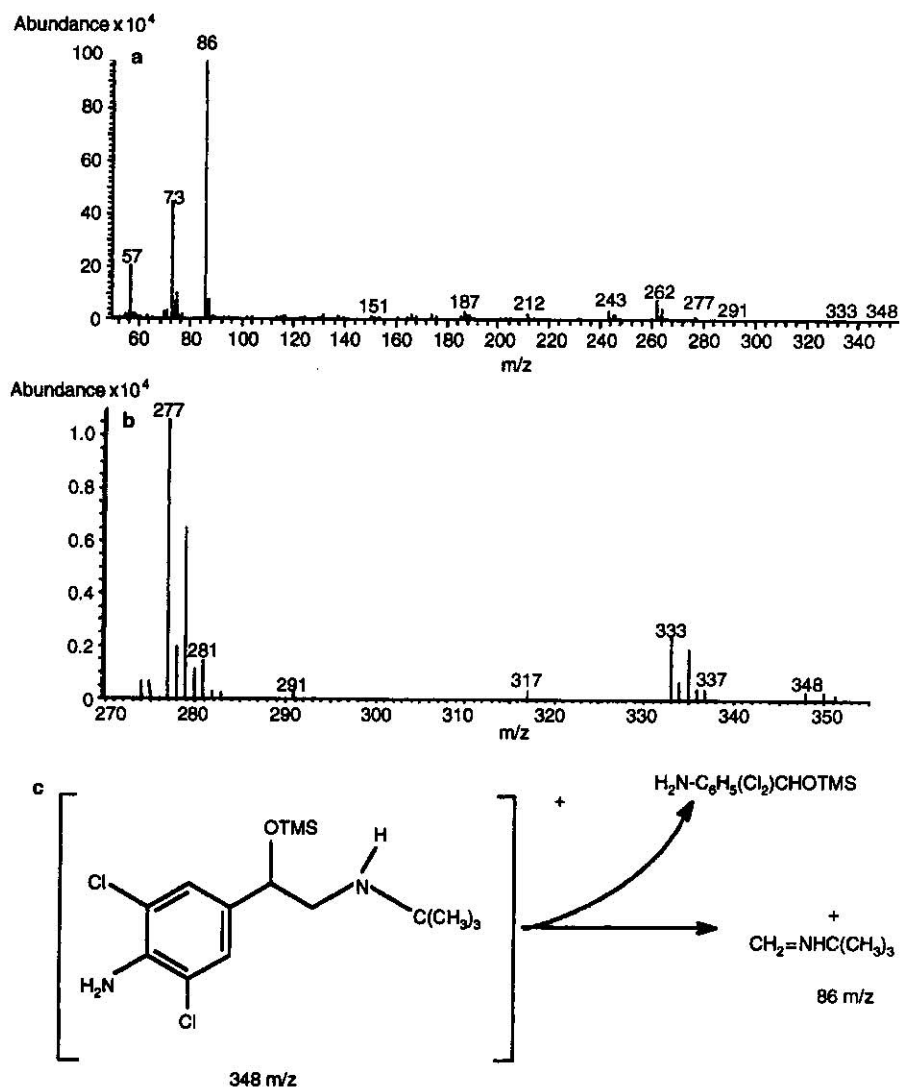 Abundance x 10⁴
a
86
100
80
60
40
20
0
57
73
151
187
212
243
262
277
291
333
348
60 80 100 120 140 160 180 200 220 240 260 280 300 320 340
m/z
Abundance x10⁴
b
277
1.0
0.8
0.6
0.4
0.2
0
281
291
317
333
337
348
270 280 290 300 310 320 330 340 350
m/z
c
+
H₂N-C₆H₅(Cl₂)CHOTMS
OTMS
H
Cl
N
C(CH₃)₃
H₂N
Cl
+
CH₂=NHC(CH₃)₃
86 m/z
348 m/z